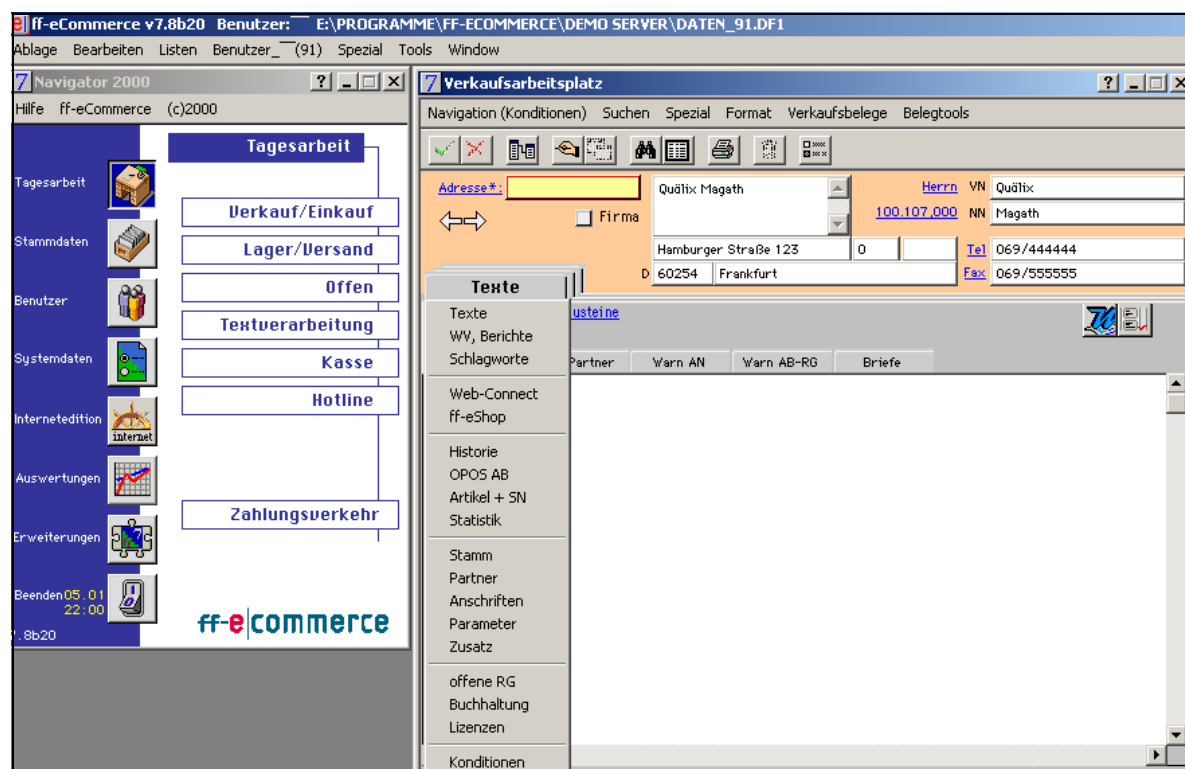 ff-eCommerce v7.8b20 Benutzer: E:\PROGRAMME\FF-ECOMMERCE\DEMO SERVER\DATEN_91.DF1
Ablage Bearbeiten Listen Benutzer_ (91) Spezial Tools Window
Navigator 2000
Hilfe ff-eCommerce (c)2000
Tagesarbeit
Tagesarbeit
Stammdaten
Benutzer
Systemdaten
Internetedition
internet
Auswertungen
Erweiterungen
Beenden 05.01
22:00
.8b20
Verkauf/Einkauf
Lager/Versand
Offen
Textverarbeitung
Kasse
Hotline
Zahlungsverkehr
ff-e|commerce
Verkaufsarbeitsplatz
Navigation (Konditionen) Suchen Spezial Format Verkaufsbelege Belegtools
Adresse*: Quälix Magath Herrn VN Quälix
Firma 100.107,000 NN Magath
Hamburger Straße 123 0 Tel 069/444444
D 60254 Frankfurt Fax 069/555555
Texte
usteine
Partner Warn AN Warn AB-RG Briefe
Texte
WV, Berichte
Schlagworte
Web-Connect
ff-eShop
Historie
OPOS AB
Artikel + SN
Statistik
Stamm
Partner
Anschriften
Parameter
Zusatz
offene RG
Buchhaltung
Lizenzen
Konditionen